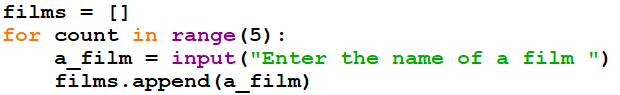 films = []
for count in range(5):
    a_film = input("Enter the name of a film ")
    films.append(a_film)